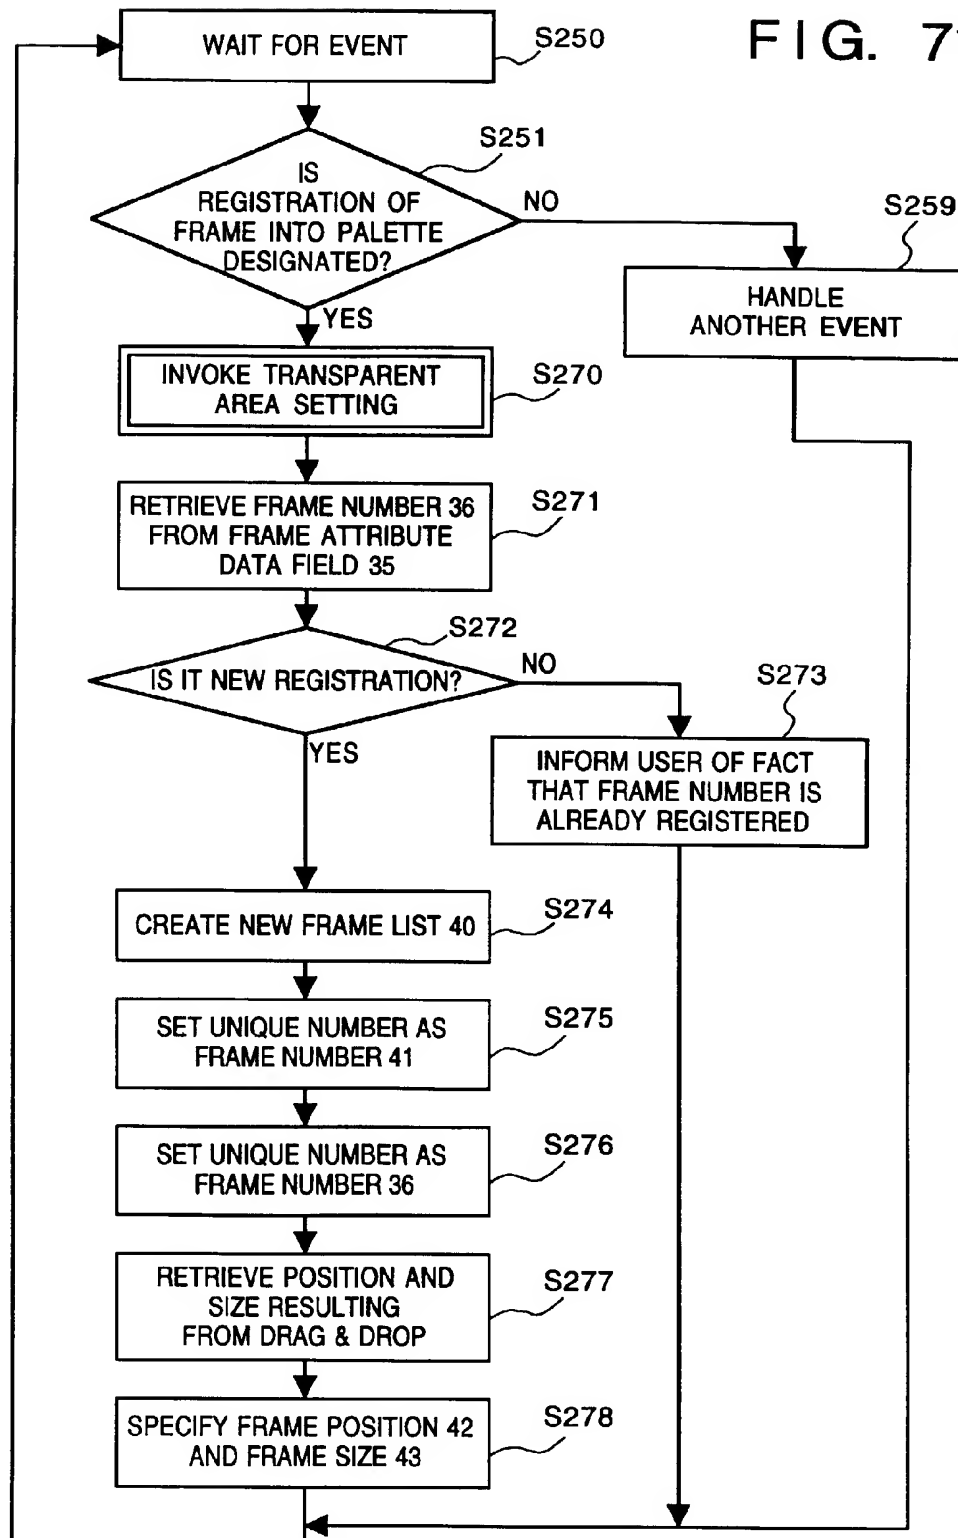 FIG. 7
WAIT FOR EVENT
S250
S251
IS
REGISTRATION OF
FRAME INTO PALETTE
DESIGNATED?
NO
YES
S259
HANDLE
ANOTHER EVENT
INVOKE TRANSPARENT
AREA SETTING
S270
RETRIEVE FRAME NUMBER 36
FROM FRAME ATTRIBUTE
DATA FIELD 35
S271
S272
IS IT NEW REGISTRATION?
NO
YES
S273
INFORM USER OF FACT
THAT FRAME NUMBER IS
ALREADY REGISTERED
CREATE NEW FRAME LIST 40
S274
SET UNIQUE NUMBER AS
FRAME NUMBER 41
S275
SET UNIQUE NUMBER AS
FRAME NUMBER 36
S276
RETRIEVE POSITION AND
SIZE RESULTING
FROM DRAG & DROP
S277
SPECIFY FRAME POSITION 42
AND FRAME SIZE 43
S278